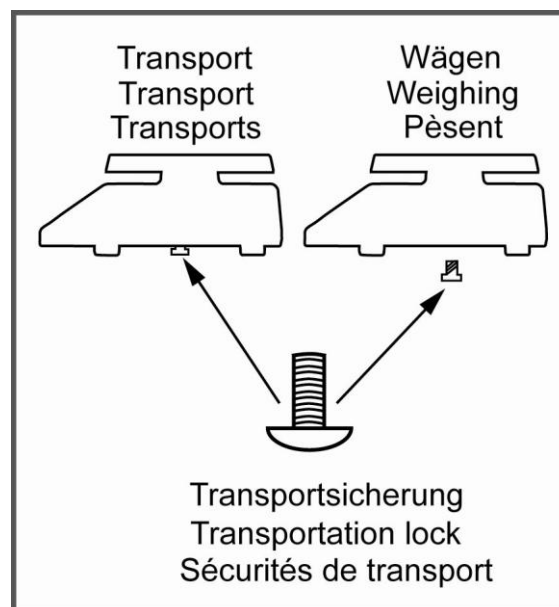 Transport
Transport
Transports
Wägen
Weighing
Pèsent
Transportsicherung
Transportation lock
Sécurités de transport